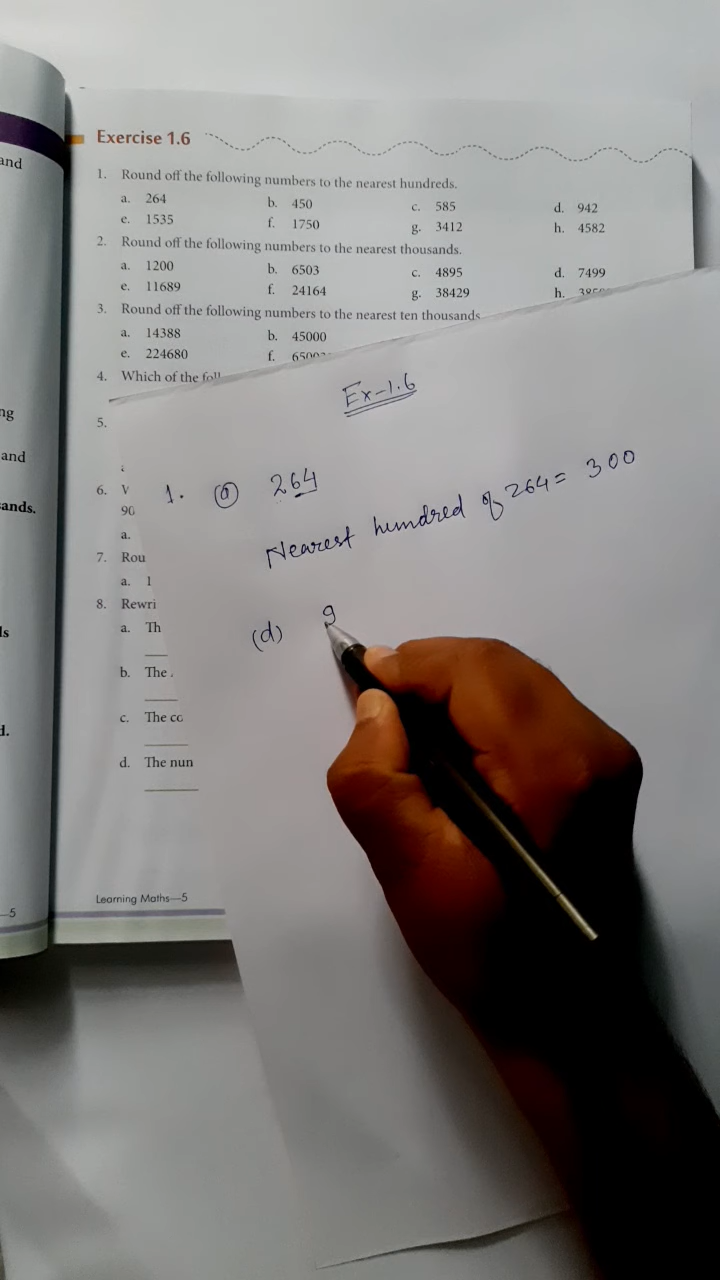 and
ng
and
sands.
ls
d.
—5
Exercise 1.6
1. Round off the following numbers to the nearest hundreds.
a. 264 b. 450 c. 585 d. 942
e. 1535 f. 1750 g. 3412 h. 4582
2. Round off the following numbers to the nearest thousands.
a. 1200 b. 6503 c. 4895 d. 7499
e. 11689 f. 24164 g. 38429 h.
3. Round off the following numbers to the nearest ten thousands
a. 14388 b. 45000
e. 224680 f.
4. Which of the
5.
6.
90
a.
7. Rou
a. 1
8. Rewri
a. Th
b. The
c. The co
d. The nun
Learning Maths—5
Ex-1.6
1. (a) 264
Nearest hundred of 264 = 300
(d) 9